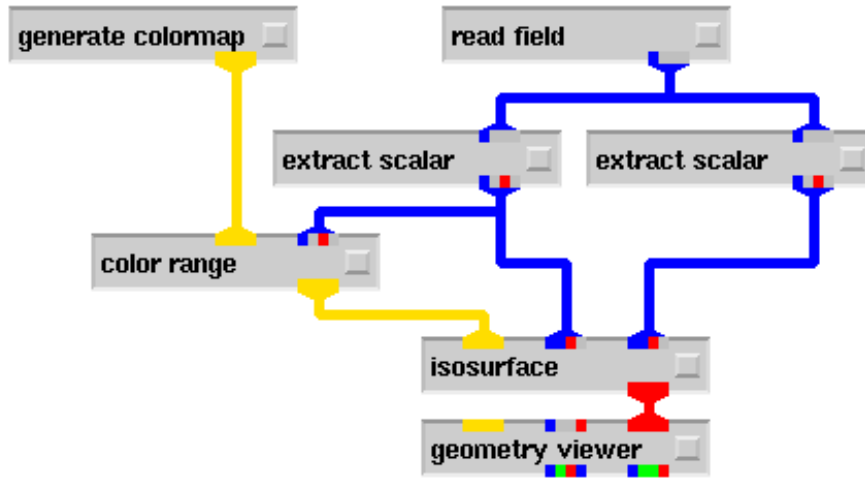 generate colormap
read field
extract scalar
extract scalar
color range
isosurface
geometry viewer